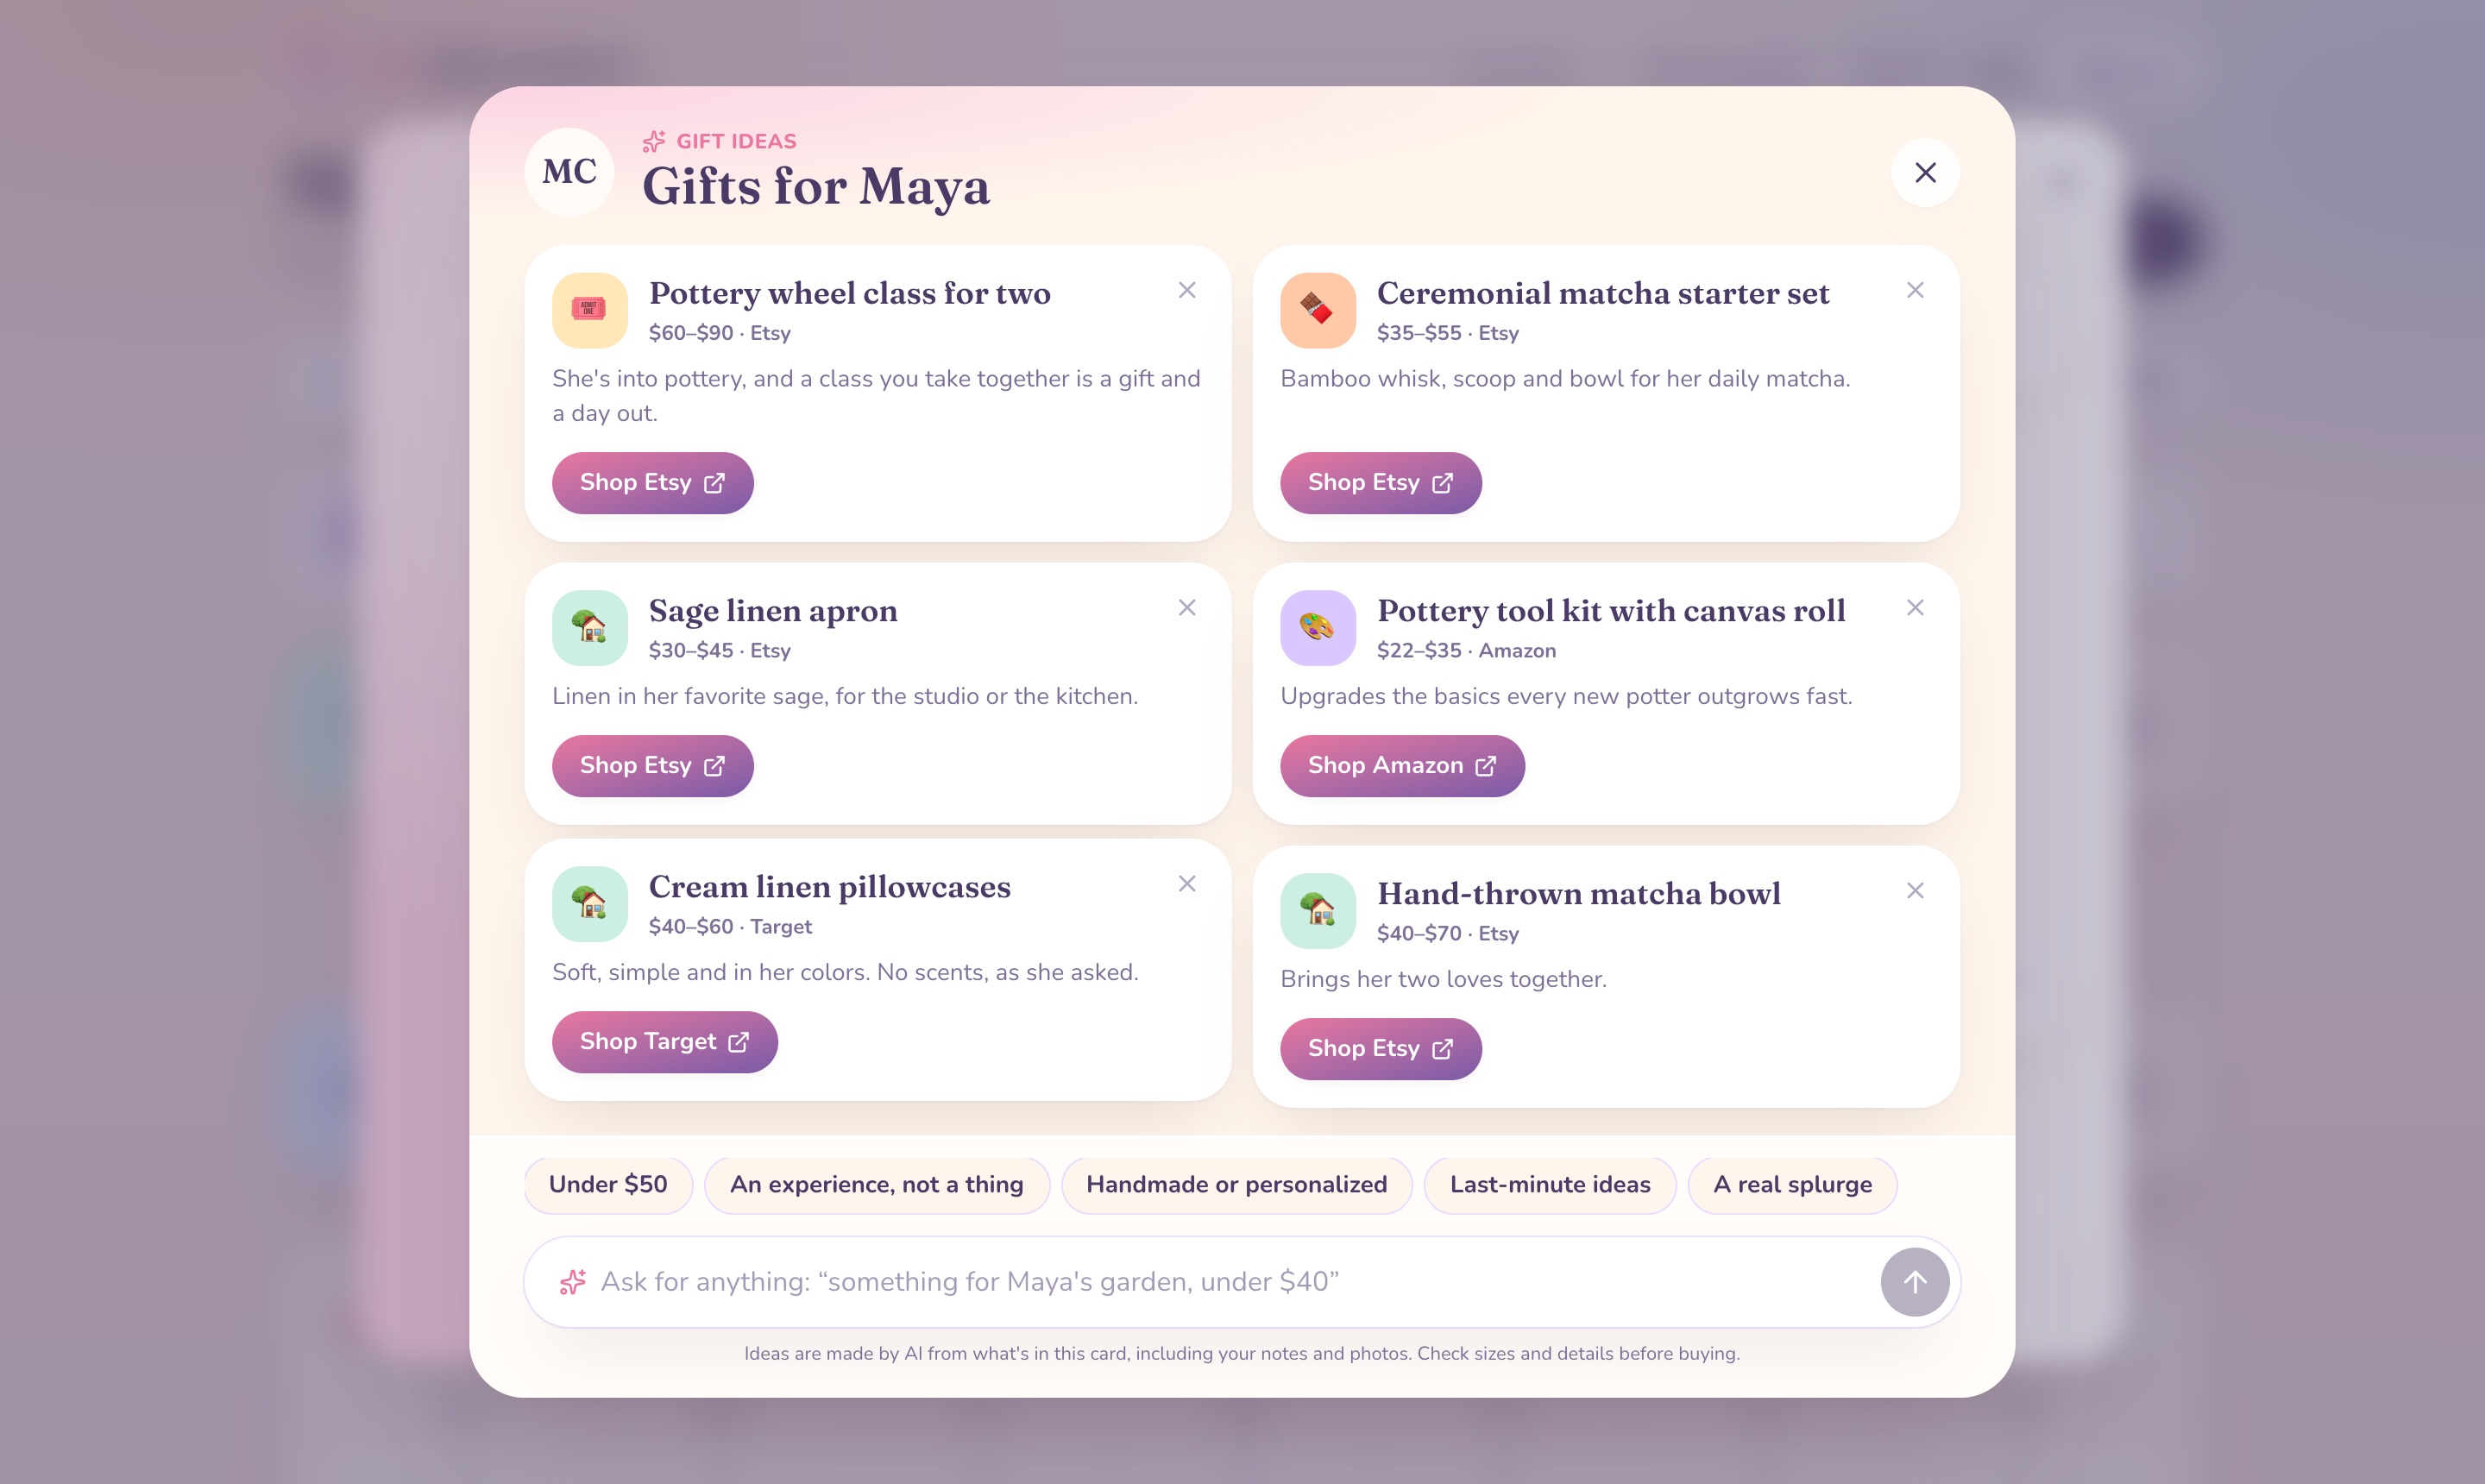 MC
GIFT IDEAS
Gifts for Maya
ADMIT
ONE
Pottery wheel class for two
$60–$90 · Etsy
She's into pottery, and a class you take together is a gift and
a day out.
Shop Etsy
Ceremonial matcha starter set
$35–$55 · Etsy
Bamboo whisk, scoop and bowl for her daily matcha.
Shop Etsy
Sage linen apron
$30–$45 · Etsy
Linen in her favorite sage, for the studio or the kitchen.
Shop Etsy
Pottery tool kit with canvas roll
$22–$35 · Amazon
Upgrades the basics every new potter outgrows fast.
Shop Amazon
Cream linen pillowcases
$40–$60 · Target
Soft, simple and in her colors. No scents, as she asked.
Shop Target
Hand-thrown matcha bowl
$40–$70 · Etsy
Brings her two loves together.
Shop Etsy
Under $50
An experience, not a thing
Handmade or personalized
Last-minute ideas
A real splurge
Ask for anything: “something for Maya's garden, under $40”
Ideas are made by AI from what's in this card, including your notes and photos. Check sizes and details before buying.